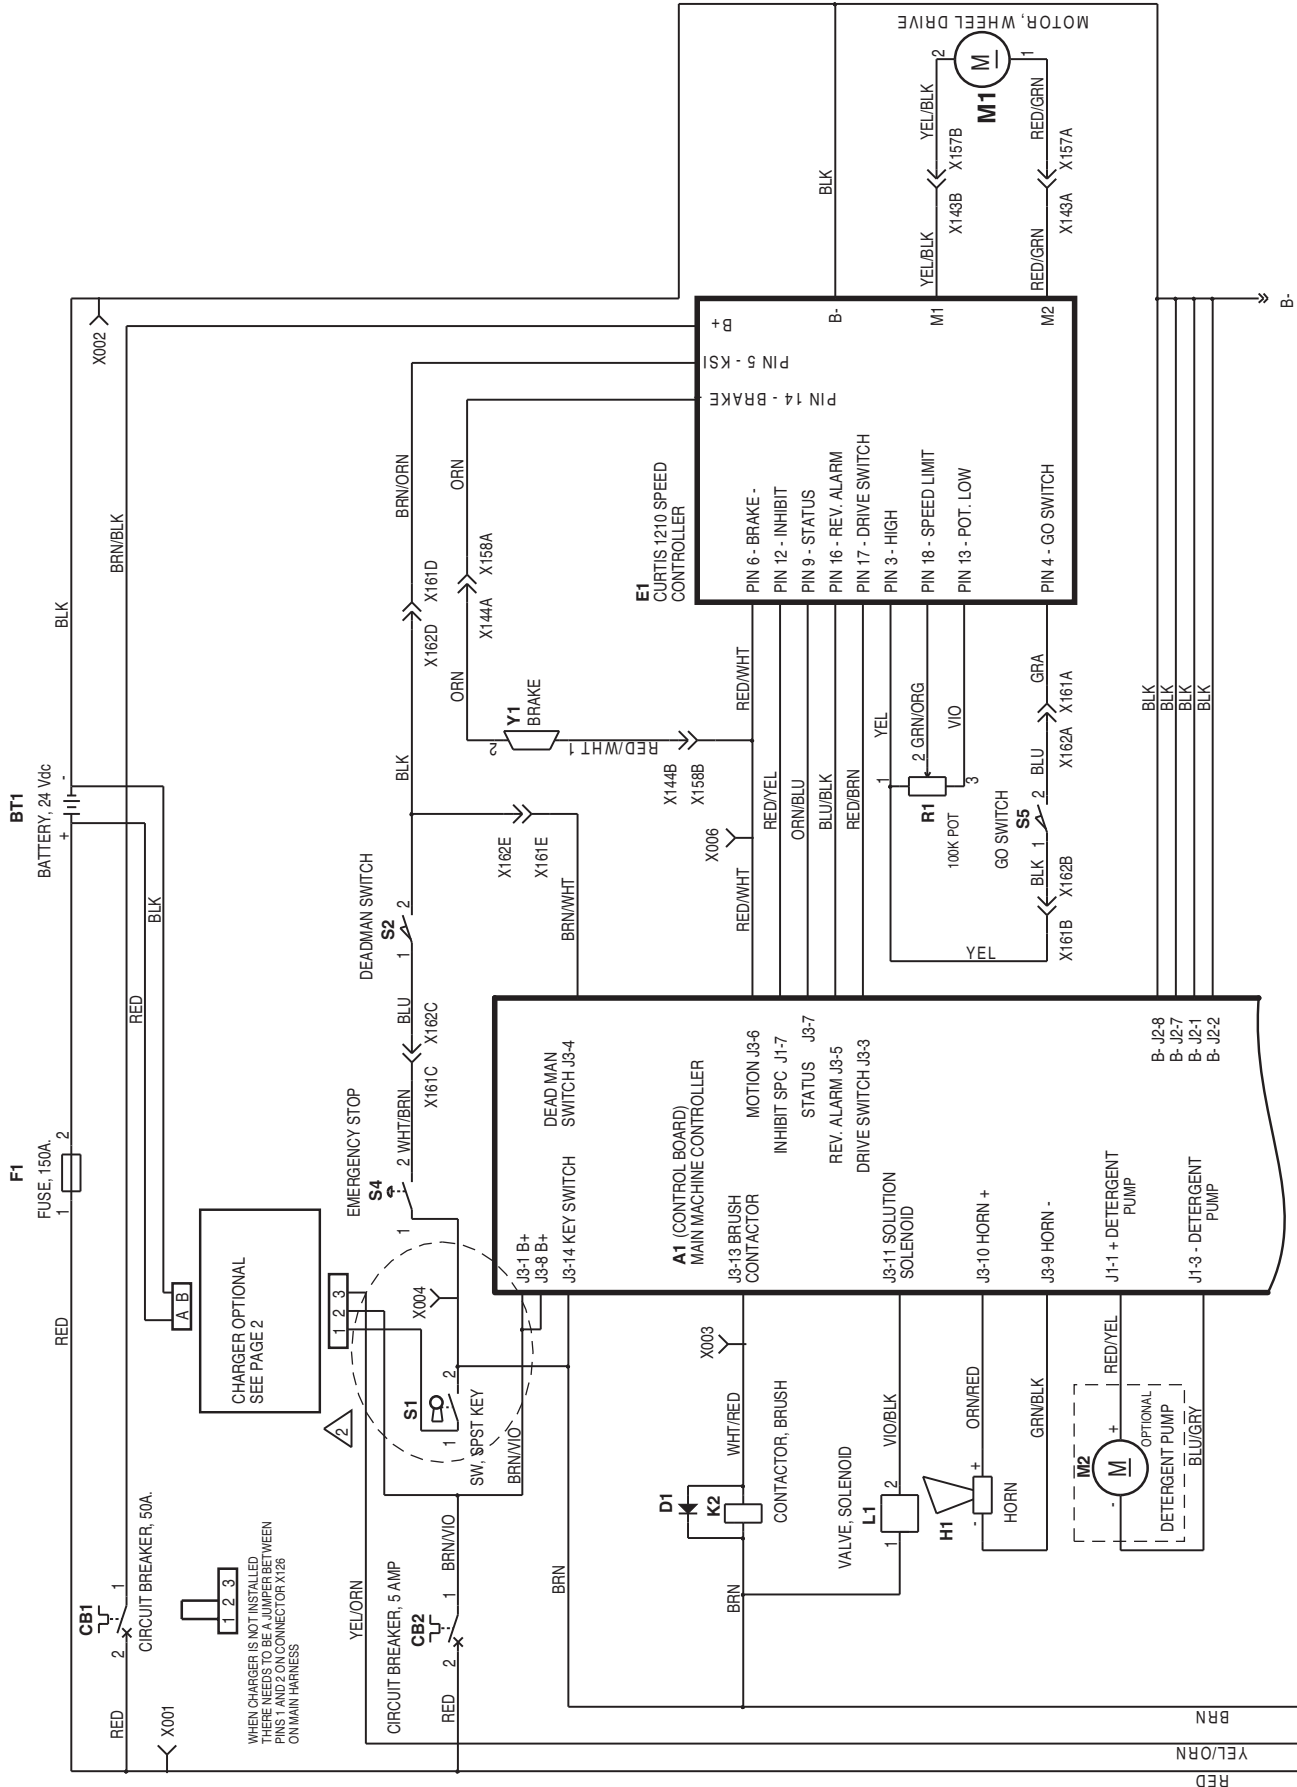 BT1
BATTERY, 24 Vdc
+
-
BLK
F1
FUSE, 150A.
1
2
RED
X002
BRN/BLK
RED
BLK
A B
CHARGER OPTIONAL
SEE PAGE 2
1 2 3
2
CB1
2
1
CIRCUIT BREAKER, 50A.
RED
X001
1 2 3
WHEN CHARGER IS NOT INSTALLED
THERE NEEDS TO BE A JUMPER BETWEEN
PINS 1 AND 2 ON CONNECTOR X126
ON MAIN HARNESS
YEL/ORN
CIRCUIT BREAKER, 5 AMP
CB2
2
1
RED
BRN/VIO
S1
1
2
SW, SPST KEY
BRN/VIO
X004
EMERGENCY STOP
S4
1
2 WHT/BRN
X161C
X162C
BLU
DEADMAN SWITCH
S2
1
2
BLK
X162D
X161D
BRN/ORN
X162E
X161E
BRN/WHT
ORN
X144A
X158A
ORN
Y1
BRAKE
2
RED/WHT 1
X144B
X158B
X006
RED/WHT
RED/WHT
RED/YEL
ORN/BLU
BLU/BLK
RED/BRN
YEL
1
2 GRN/ORG
R1
100K POT
3
VIO
GO SWITCH
S5
YEL
X161B
X162B
BLK 1
2
BLU
X162A
X161A
GRA
BLK
BLK
BLK
BLK
E1
CURTIS 1210 SPEED
CONTROLLER
B+
PIN 5 - KSI
PIN 14 - BRAKE
PIN 6 - BRAKE -
PIN 12 - INHIBIT
PIN 9 - STATUS
PIN 16 - REV. ALARM
PIN 17 - DRIVE SWITCH
PIN 3 - HIGH
PIN 18 - SPEED LIMIT
PIN 13 - POT. LOW
PIN 4 - GO SWITCH
B-
M1
M2
BLK
YEL/BLK
X143B
X157B
YEL/BLK
2
M
1
M1
MOTOR, WHEEL DRIVE
RED/GRN
X143A
X157A
RED/GRN
B-
J3-1 B+
J3-8 B+
J3-14 KEY SWITCH
DEAD MAN
SWITCH J3-4
A1 (CONTROL BOARD)
MAIN MACHINE CONTROLLER
J3-13 BRUSH
CONTACTOR
MOTION J3-6
INHIBIT SPC J1-7
STATUS J3-7
REV. ALARM J3-5
DRIVE SWITCH J3-3
J3-11 SOLUTION
SOLENOID
J3-10 HORN +
J3-9 HORN -
J1-1 + DETERGENT
PUMP
J1-3 - DETERGENT
PUMP
B- J2-8
B- J2-7
B- J2-1
B- J2-2
BRN
X003
WHT/RED
D1
K2
CONTACTOR, BRUSH
BRN
VALVE, SOLENOID
L1
1
2
VIO/BLK
H1
-
+
HORN
ORN/RED
GRN/BLK
M2
M
-
+
OPTIONAL
DETERGENT PUMP
RED/YEL
BLU/GRY
BRN
YEL/ORN
RED